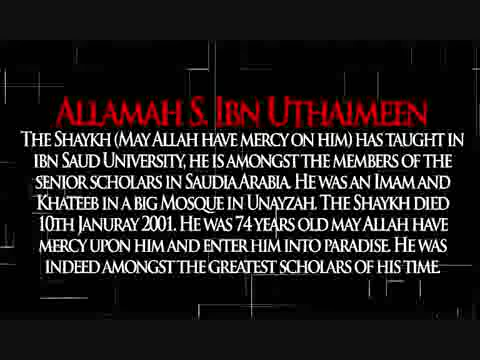 Allamah S. Ibn Uthaimeen
The Shaykh (May Allah have mercy on him) has taught in
ibn Saud University, he is amongst the members of the
senior scholars in Saudia Arabia. He was an Imam and
Khateeb in a big Mosque in Unayzah. The Shaykh died
10th Januray 2001. He was 74 years old may Allah have
mercy upon him and enter him into paradise. He was
indeed amongst the greatest scholars of his time.